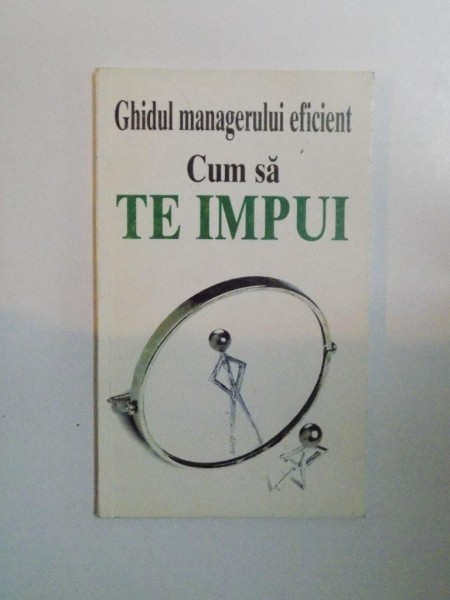 Ghidul managerului eficient
Cum să
TE IMPUI